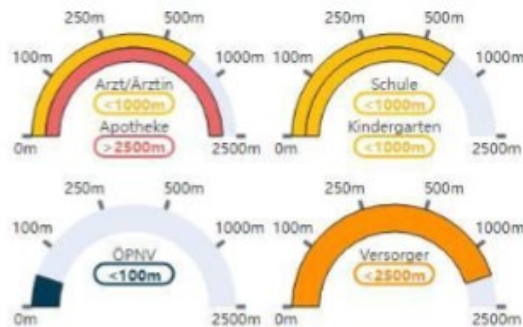 250m 500m
100m 1000m
Arzt/Ärztin
<1000m
Apotheke
>2500m
0m 2500m
250m 500m
100m 1000m
Schule
<1000m
Kindergarten
<1000m
0m 2500m
250m 500m
100m 1000m
ÖPNV
<100m
0m 2500m
250m 500m
100m 1000m
Versorger
<2500m
0m 2500m